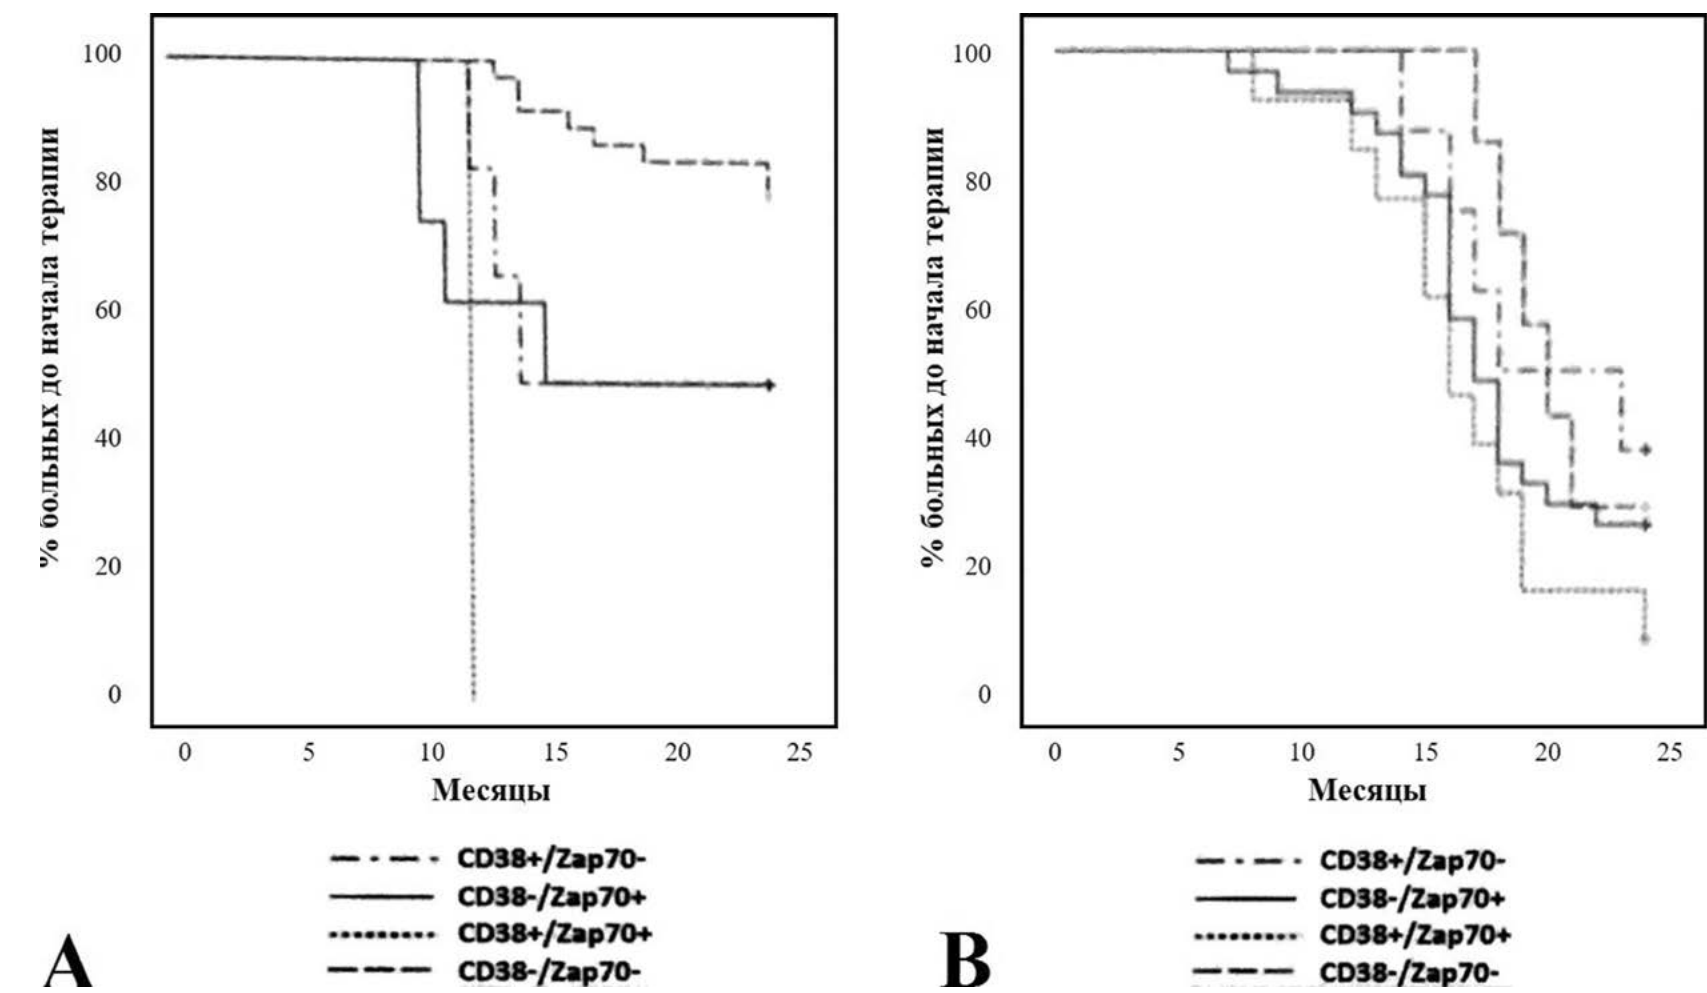 100
80
60
40
20
0
% больных до начала терапии
0 5 10 15 20 25
Месяцы
CD38+/Zap70-
CD38-/Zap70+
CD38+/Zap70+
CD38-/Zap70-
A
100
80
60
40
20
0
% больных до начала терапии
0 5 10 15 20 25
Месяцы
CD38+/Zap70-
CD38-/Zap70+
CD38+/Zap70+
CD38-/Zap70-
B